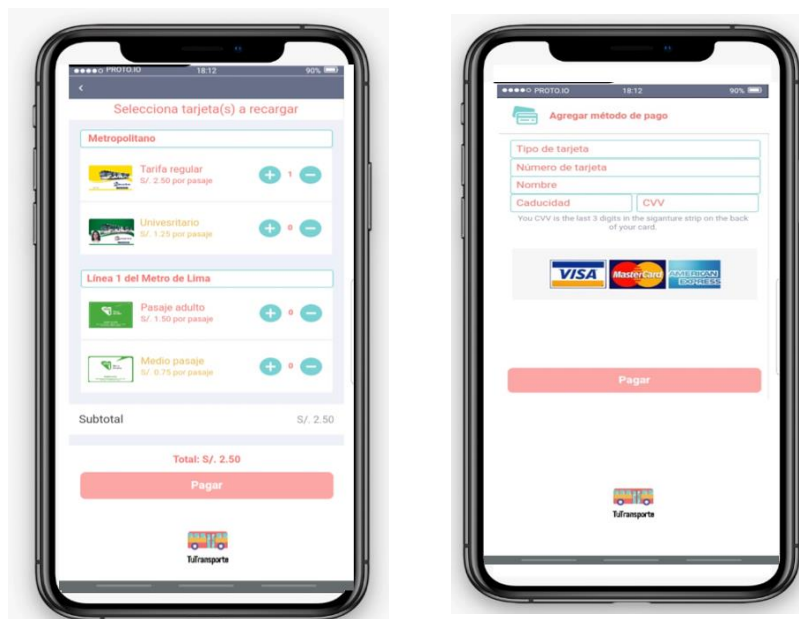 PROTO.IO 18:12 90%
Selecciona tarjeta(s) a recargar
Metropolitano
Tarifa regular
S/. 2.50 por pasaje
1
Univesritario
S/. 1.25 por pasaje
0
Línea 1 del Metro de Lima
Pasaje adulto
S/. 1.50 por pasaje
0
Medio pasaje
S/. 0.75 por pasaje
0
Subtotal S/. 2.50
Total: S/. 2.50
Pagar
TuTransporte
PROTO.IO 18:12 90%
Agregar método de pago
Tipo de tarjeta
Número de tarjeta
Nombre
Caducidad CVV
You CVV is the last 3 digits in the siganture strip on the back
of your card.
VISA MasterCard AMERICAN
EXPRESS
Pagar
TuTransporte